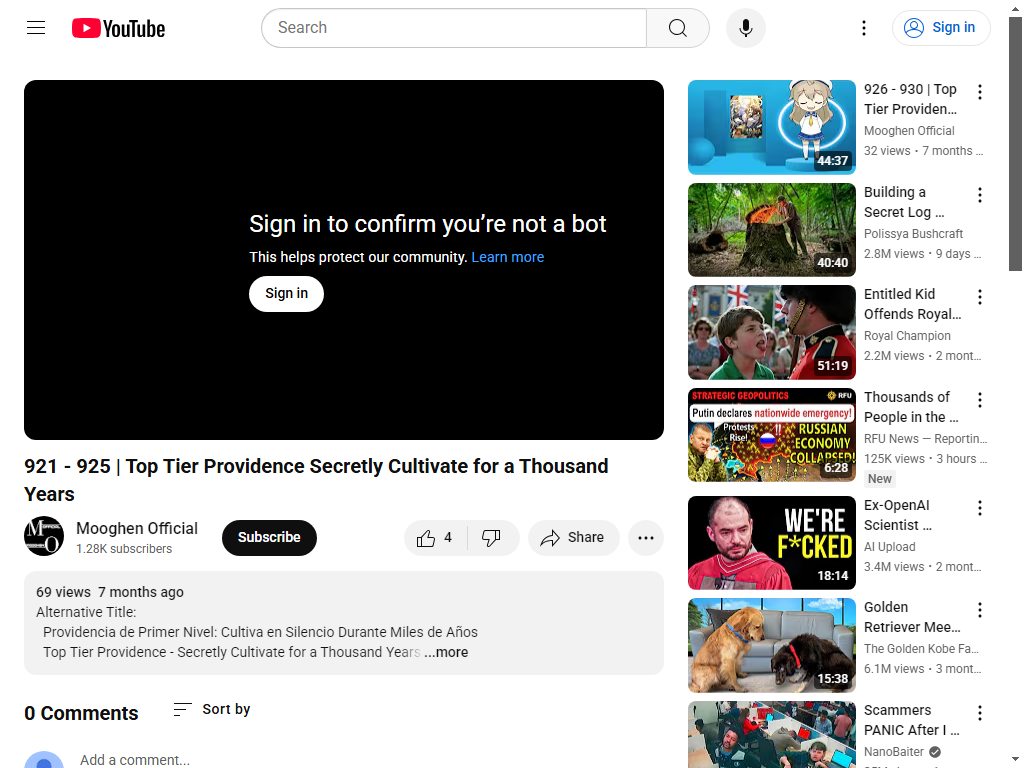 YouTube
Search
Sign in
Sign in to confirm you're not a bot
This helps protect our community. Learn more
Sign in
921 - 925 | Top Tier Providence Secretly Cultivate for a Thousand
Years
Mooghen Official
1.28K subscribers
Subscribe
4
Share
69 views 7 months ago
Alternative Title:
Providencia de Primer Nivel: Cultiva en Silencio Durante Miles de Años
Top Tier Providence - Secretly Cultivate for a Thousand Years ...more
0 Comments
Sort by
Add a comment...
44:37
926 - 930 | Top
Tier Providen...
Mooghen Official
32 views • 7 months ...
40:40
Building a
Secret Log ...
Polissya Bushcraft
2.8M views • 9 days ...
51:19
Entitled Kid
Offends Royal...
Royal Champion
2.2M views • 2 mont...
STRATEGIC GEOPOLITICS
RFU
Putin declares nationwide emergency!
Protests
Rise!
RUSSIAN
ECONOMY
COLLAPSED!
6:28
Thousands of
People in the ...
RFU News — Reportin...
125K views • 3 hours ...
New
WE'RE
F*CKED
18:14
Ex-OpenAI
Scientist ...
AI Upload
3.4M views • 2 mont...
15:38
Golden
Retriever Mee...
The Golden Kobe Fa...
6.1M views • 3 mont...
Scammers
PANIC After I ...
NanoBaiter